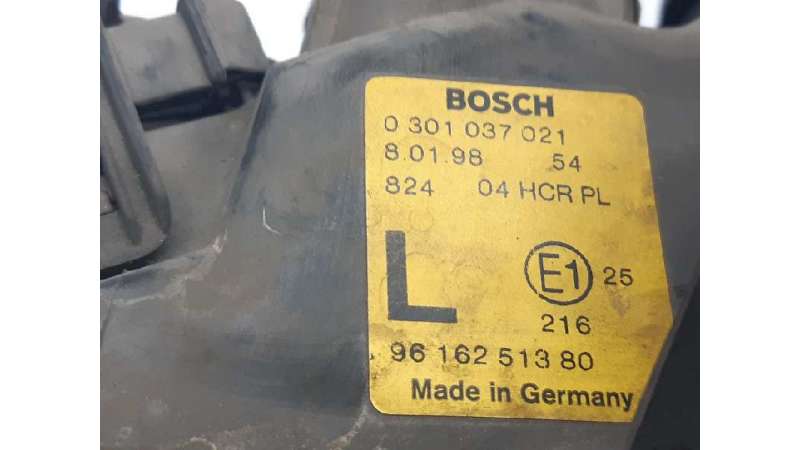 BOSCH
0 301 037 021
8.01.98 54
824 04 HCR PL
L E1 25
216
96 162 513 80
Made in Germany